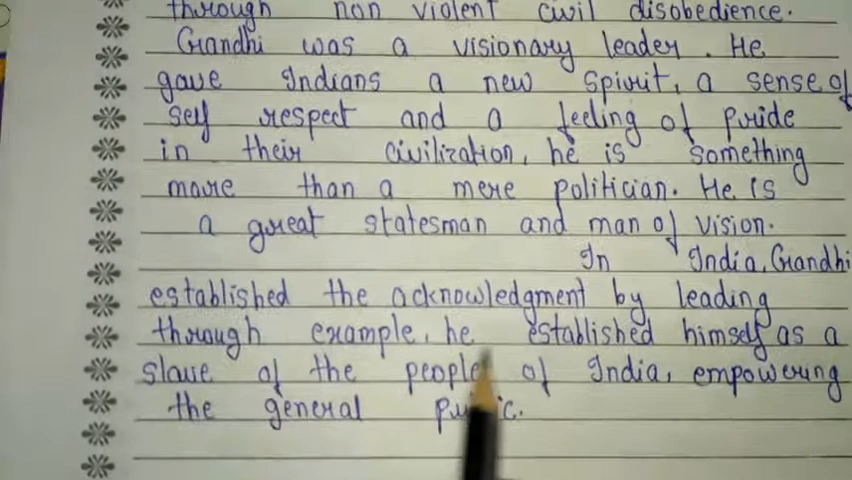 through non violent civil disobedience.
Gandhi was a visionary leader. He
gave Indians a new spirit, a sense of
self respect and a feeling of pride
in their civilization, he is something
more than a mere politician. He is
a great statesman and man of vision.
In India, Gandhi
established the acknowledgment by leading
through example, he established himself as a
slave of the people of India, empowering
the general public.